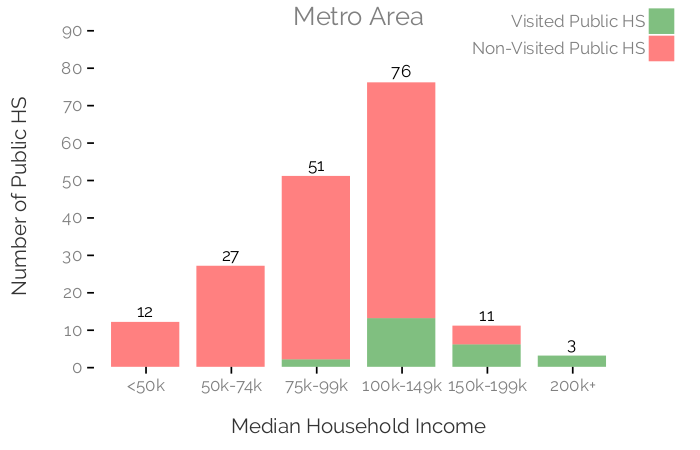 Metro Area
Visited Public HS
Non-Visited Public HS
Number of Public HS
90
80
70
60
50
40
30
20
10
0
12
27
51
76
11
3
<50k
50k-74k
75k-99k
100k-149k
150k-199k
200k+
Median Household Income